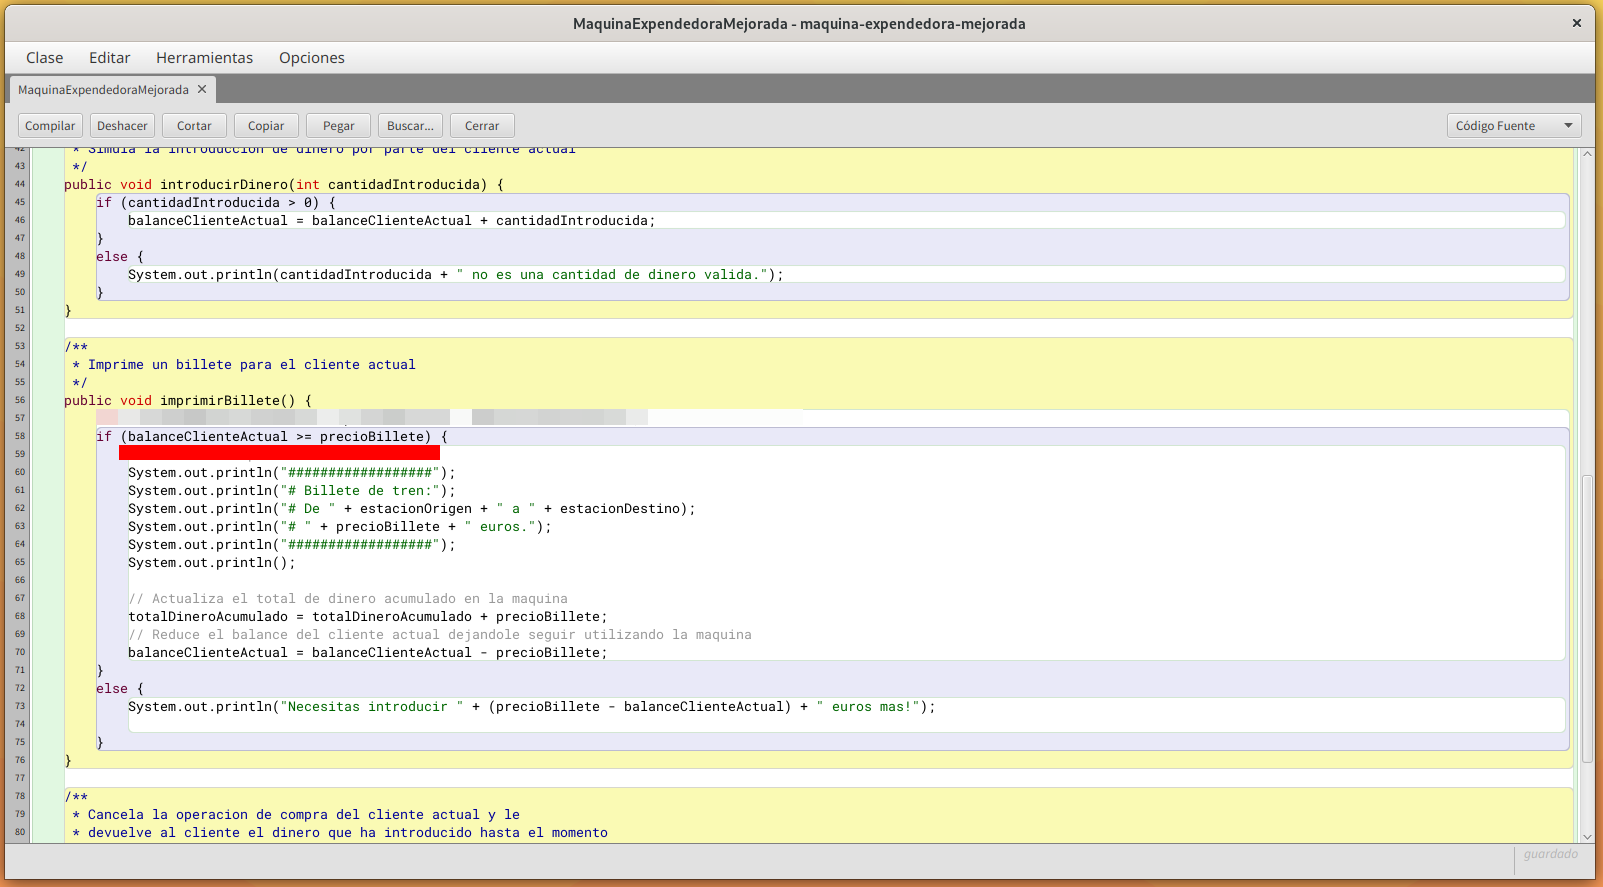 MaquinaExpendedoraMejorada - maquina-expendedora-mejorada
Clase Editar Herramientas Opciones
MaquinaExpendedoraMejorada
Compilar Deshacer Cortar Copiar Pegar Buscar... Cerrar Código Fuente
42 * Simula la introduccion de dinero por parte del cliente actual
43 */
44 public void introducirDinero(int cantidadIntroducida) {
45 if (cantidadIntroducida > 0) {
46 balanceClienteActual = balanceClienteActual + cantidadIntroducida;
47 }
48 else {
49 System.out.println(cantidadIntroducida + " no es una cantidad de dinero valida.");
50 }
51 }
52
53 /**
54 * Imprime un billete para el cliente actual
55 */
56 public void imprimirBillete() {
57
58 if (balanceClienteActual >= precioBillete) {
59
60 System.out.println("##################");
61 System.out.println("# Billete de tren:");
62 System.out.println("# De " + estacionOrigen + " a " + estacionDestino);
63 System.out.println("# " + precioBillete + " euros.");
64 System.out.println("##################");
65 System.out.println();
66
67 // Actualiza el total de dinero acumulado en la maquina
68 totalDineroAcumulado = totalDineroAcumulado + precioBillete;
69 // Reduce el balance del cliente actual dejandole seguir utilizando la maquina
70 balanceClienteActual = balanceClienteActual - precioBillete;
71 }
72 else {
73 System.out.println("Necesitas introducir " + (precioBillete - balanceClienteActual) + " euros mas!");
74
75 }
76 }
77
78 /**
79 * Cancela la operacion de compra del cliente actual y le
80 * devuelve al cliente el dinero que ha introducido hasta el momento
guardado